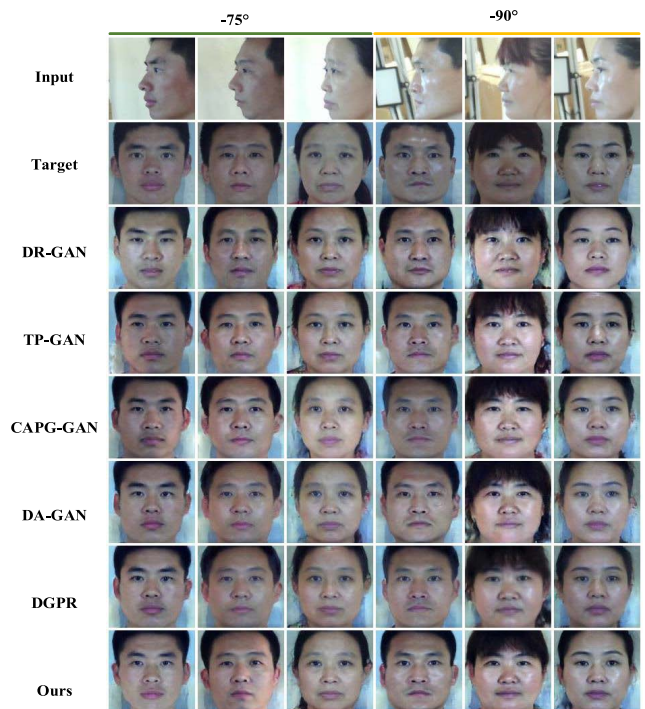 -75° -90°
Input
Target
DR-GAN
TP-GAN
CAPG-GAN
DA-GAN
DGPR
Ours